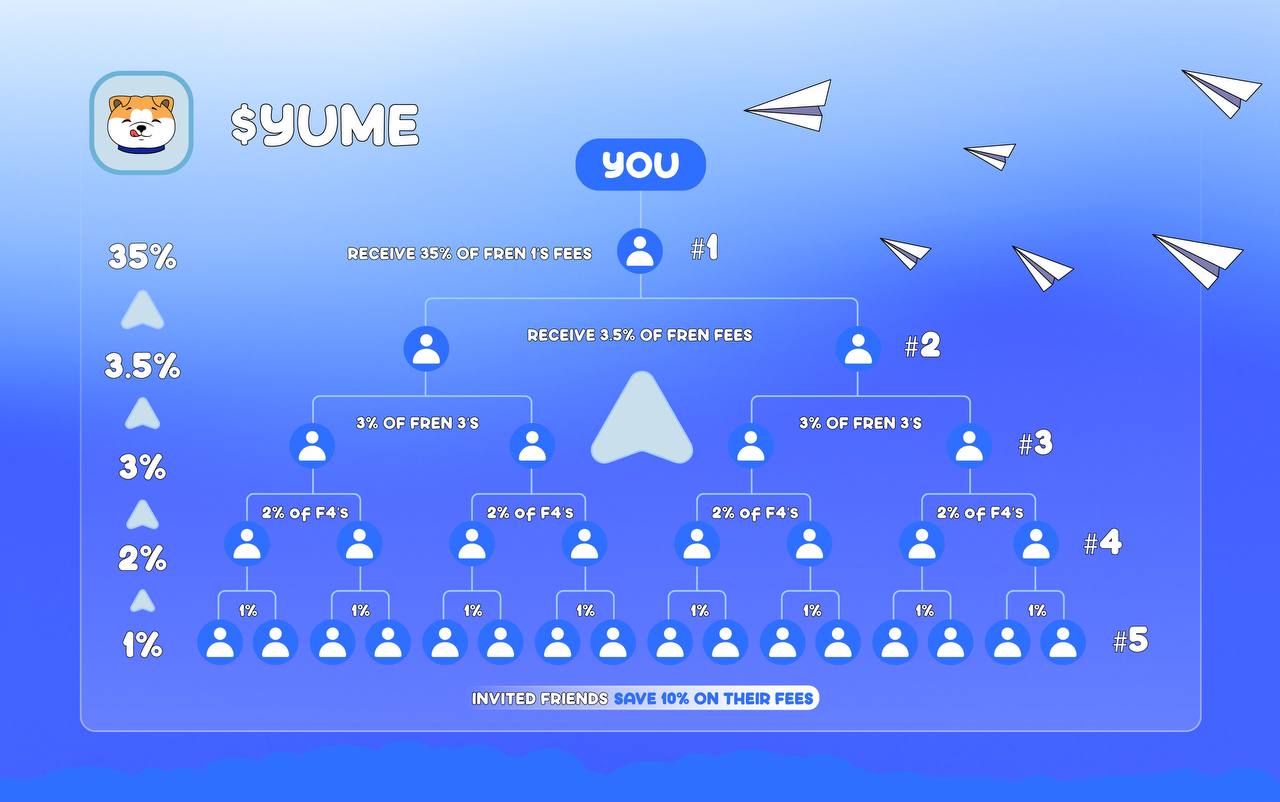 $YUME
YOU
35%
RECEIVE 35% OF FREN 1'S FEES
#1
RECEIVE 3.5% OF FREN FEES
#2
3.5%
3% OF FREN 3'S
3% OF FREN 3'S
#3
3%
2% of F4's
2% of F4's
2% of F4's
2% of F4's
#4
2%
1%
1%
1%
1%
1%
1%
1%
1%
1%
#5
INVITED FRIENDS SAVE 10% ON THEIR FEES